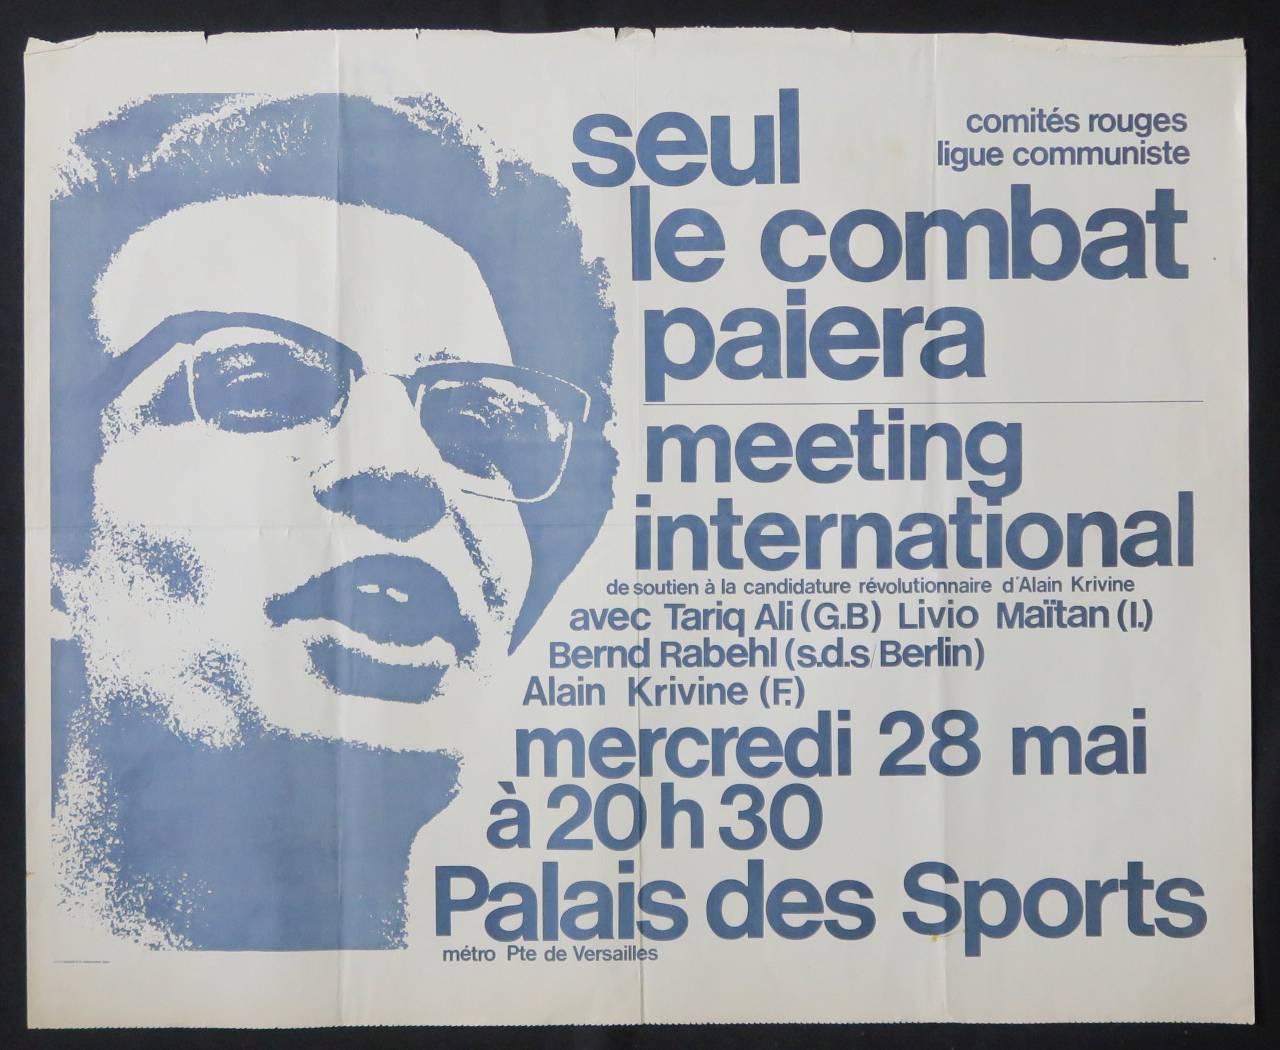 seul
comités rouges
ligue communiste
le combat
paiera
meeting
international
de soutien à la candidature révolutionnaire d'Alain Krivine
avec Tariq Ali (G.B) Livio Maïtan (I.)
Bernd Rabehl (s.d.s/Berlin)
Alain Krivine (F.)
mercredi 28 mai
à 20 h 30
Palais des Sports
métro Pte de Versailles